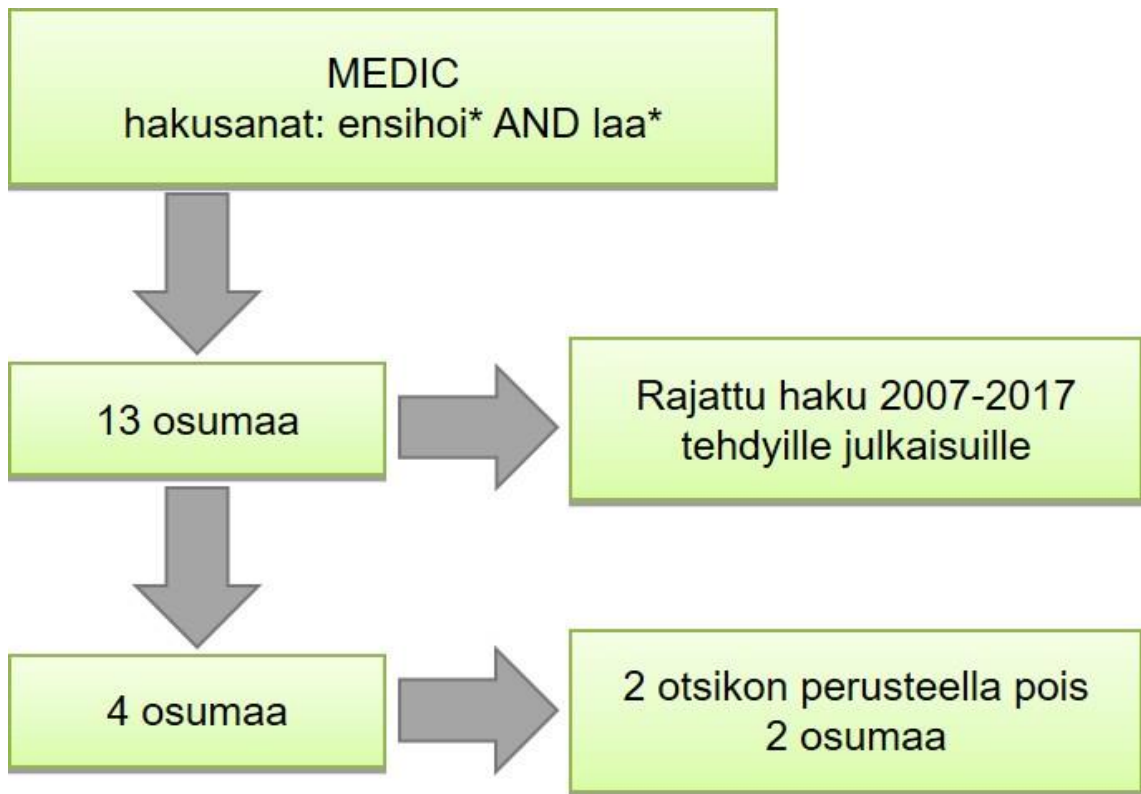 MEDIC
hakusanat: ensihoi* AND laa*
13 osumaa
Rajattu haku 2007-2017
tehdyille julkaisuille
4 osumaa
2 otsikon perusteella pois
2 osumaa